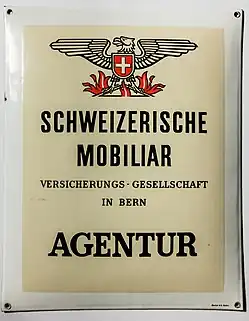 SCHWEIZERISCHE
MOBILIAR
VERSICHERUNGS-GESELLSCHAFT
IN BERN
AGENTUR